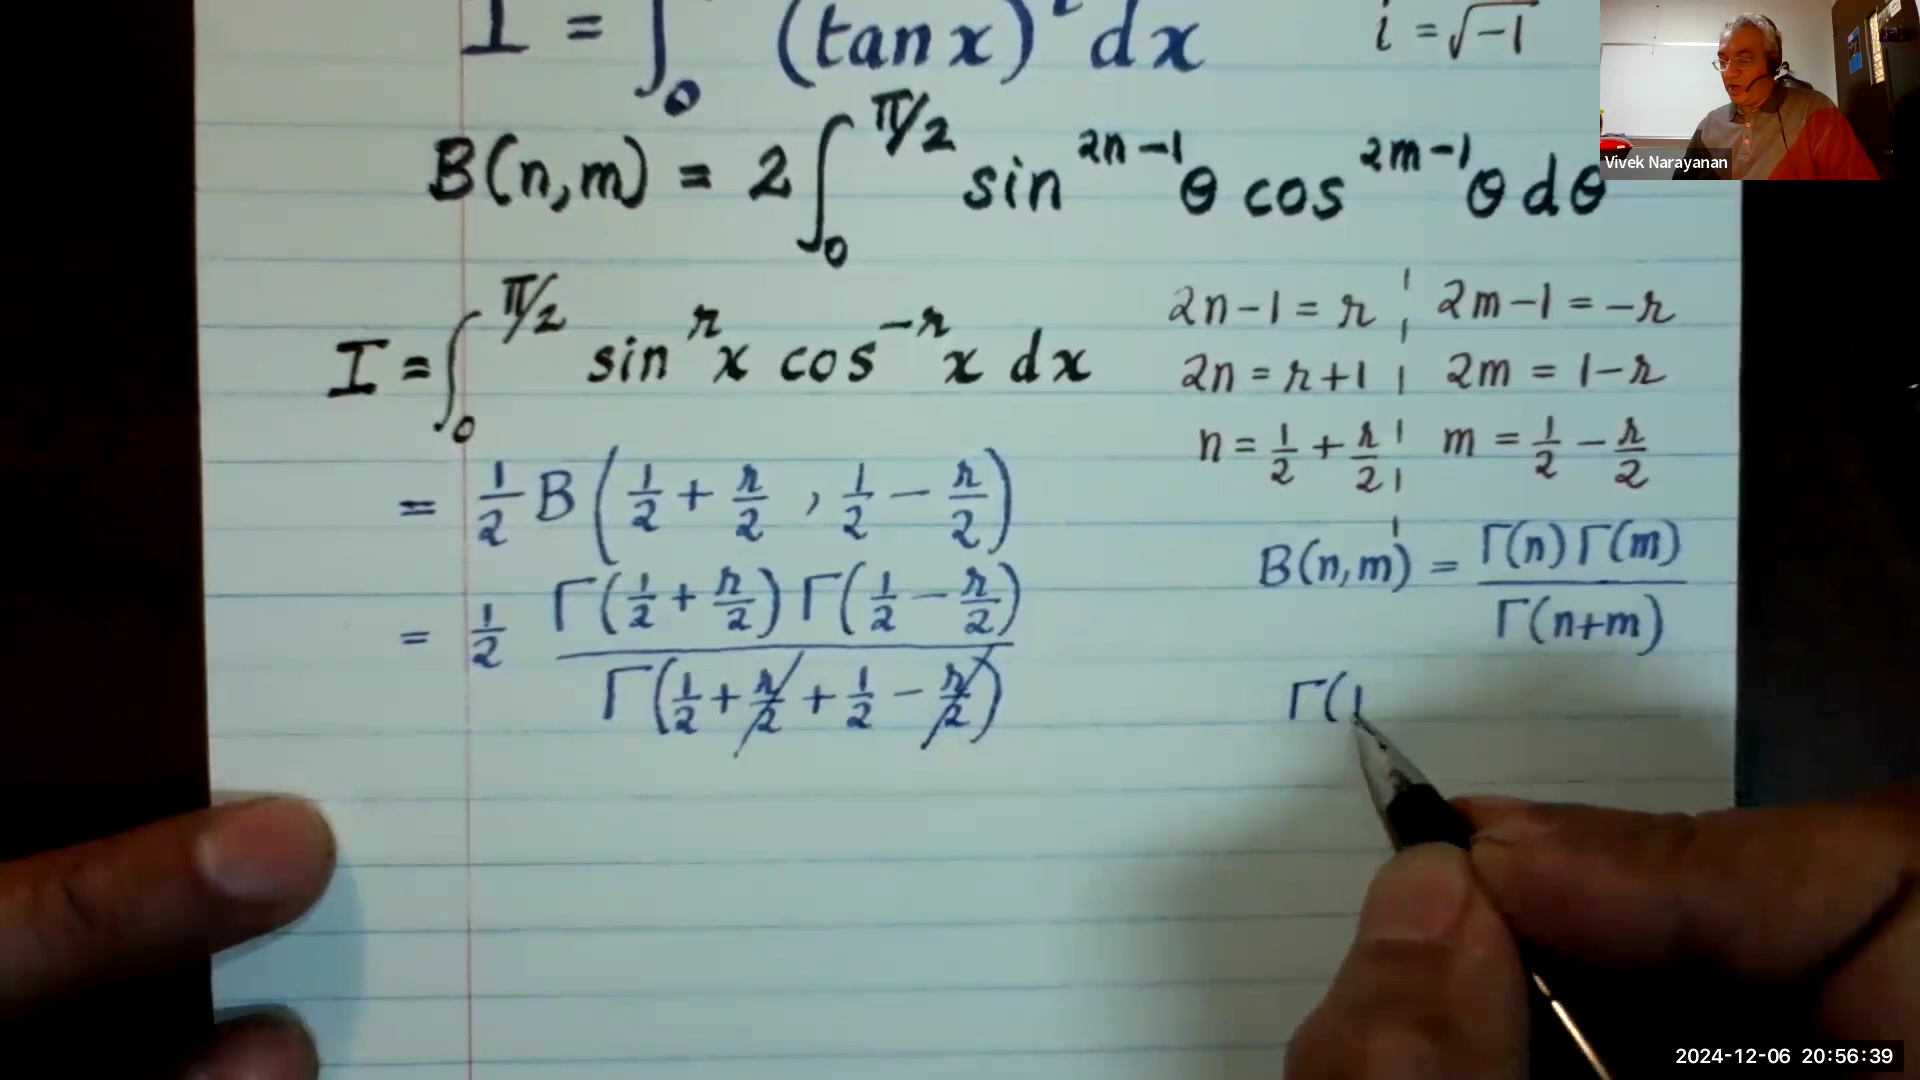 I = ∫₀ (tan x)^i dx i = √-1
Vivek Narayanan
B(n,m) = 2 ∫₀^{π/2} sin^{2n-1} θ cos^{2m-1} θ dθ
I = ∫₀^{π/2} sin^r x cos^{-r} x dx
2n-1 = r ¦ 2m-1 = -r
2n = r+1 ¦ 2m = 1-r
n = 1/2 + r/2 ¦ m = 1/2 - r/2
= 1/2 B(1/2 + r/2 , 1/2 - r/2)
B(n,m) = Γ(n)Γ(m) / Γ(n+m)
= 1/2 Γ(1/2 + r/2) Γ(1/2 - r/2) / Γ(1/2 + r/2 + 1/2 - r/2)
Γ(1
2024-12-06 20:56:39